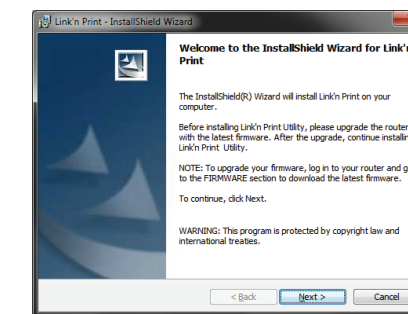 Link'n Print - InstallShield Wizard
Welcome to the InstallShield Wizard for Link'n
Print
The InstallShield(R) Wizard will install Link'n Print on your
computer.
Before installing Link'n Print Utility, please upgrade the router
with the latest firmware. After the upgrade, continue
Link'n Print Utility.
NOTE: To upgrade your firmware, log in to your router and
to the FIRMWARE section to download the latest firmware.
To continue, click Next.
WARNING: This program is protected by copyright law and
international treaties.
< Back Next > Cancel